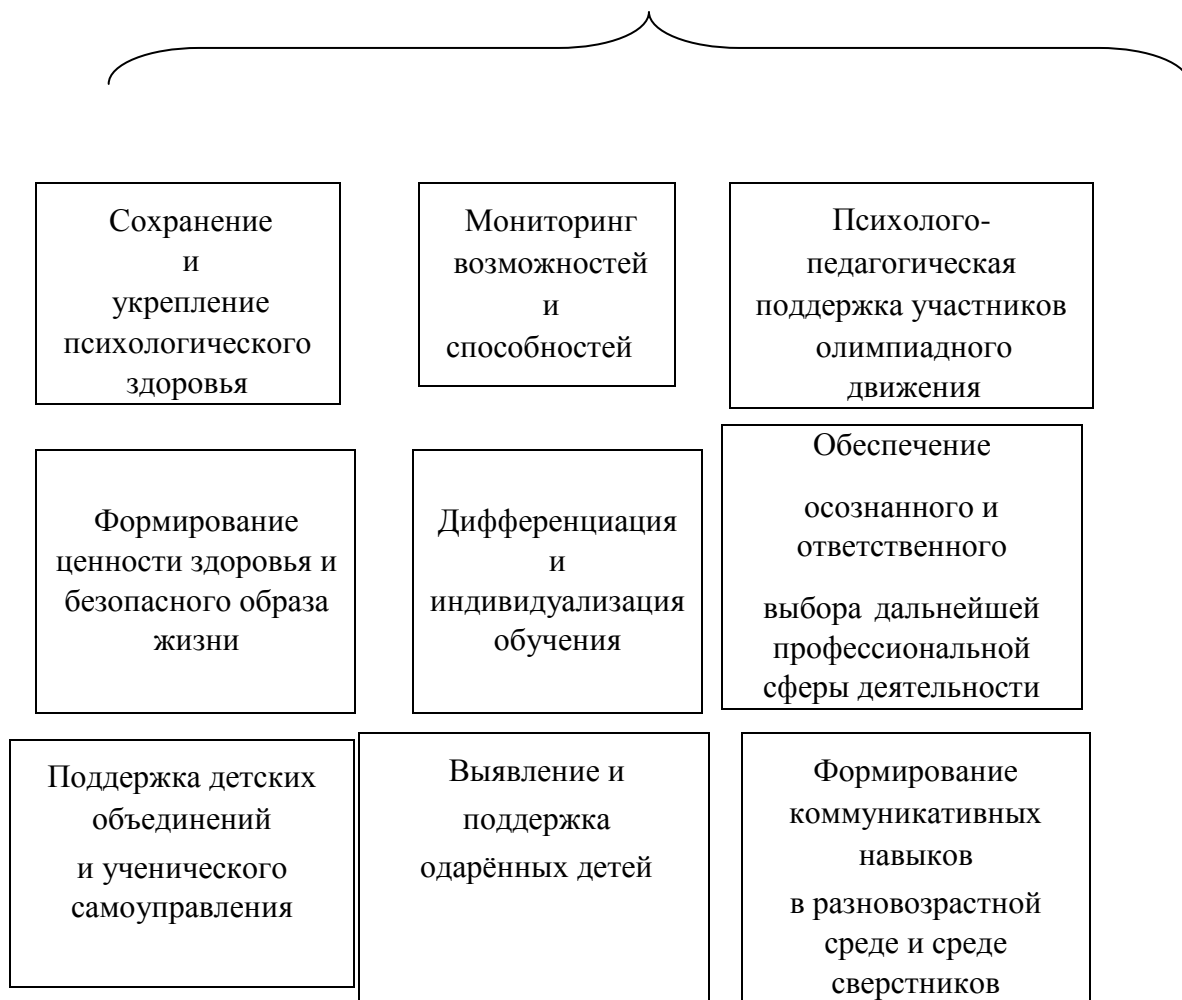 Сохранение
и
укрепление
психологического
здоровья
Мониторинг
возможностей
и
способностей
Психолого-
педагогическая
поддержка участников
олимпиадного
движения
Формирование
ценности здоровья и
безопасного образа
жизни
Дифференциация
и
индивидуализация
обучения
Обеспечение
осознанного и
ответственного
выбора дальнейшей
профессиональной
сферы деятельности
Поддержка детских
объединений
и ученического
самоуправления
Выявление и
поддержка
одарённых детей
Формирование
коммуникативных
навыков
в разновозрастной
среде и среде
сверстников